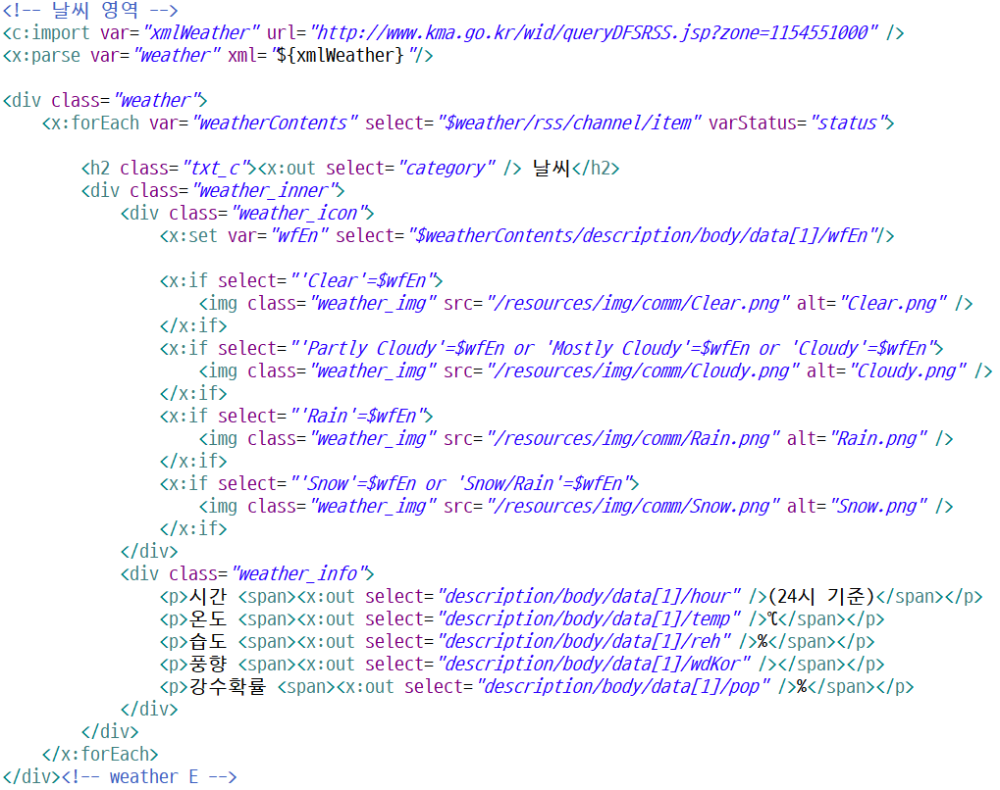 <!-- 날씨 영역 -->
<c:import var="xmlWeather" url="http://www.kma.go.kr/wid/queryDFSRSS.jsp?zone=1154551000" />
<x:parse var="weather" xml="${xmlWeather}"/>
<div class="weather">
<x:forEach var="weatherContents" select="$weather/rss/channel/item" varStatus="status">
<h2 class="txt_c"><x:out select="category" /> 날씨</h2>
<div class="weather_inner">
<div class="weather_icon">
<x:set var="wfEn" select="$weatherContents/description/body/data[1]/wfEn"/>
<x:if select="'Clear'=$wfEn">
<img class="weather_img" src="/resources/img/comm/Clear.png" alt="Clear.png" />
</x:if>
<x:if select="'Partly Cloudy'=$wfEn or 'Mostly Cloudy'=$wfEn or 'Cloudy'=$wfEn">
<img class="weather_img" src="/resources/img/comm/Cloudy.png" alt="Cloudy.png" />
</x:if>
<x:if select="'Rain'=$wfEn">
<img class="weather_img" src="/resources/img/comm/Rain.png" alt="Rain.png" />
</x:if>
<x:if select="'Snow'=$wfEn or 'Snow/Rain'=$wfEn">
<img class="weather_img" src="/resources/img/comm/Snow.png" alt="Snow.png" />
</x:if>
</div>
<div class="weather_info">
<p>시간 <span><x:out select="description/body/data[1]/hour" />(24시 기준)</span></p>
<p>온도 <span><x:out select="description/body/data[1]/temp" />℃</span></p>
<p>습도 <span><x:out select="description/body/data[1]/reh" />%</span></p>
<p>풍향 <span><x:out select="description/body/data[1]/wdKor" /></span></p>
<p>강수확률 <span><x:out select="description/body/data[1]/pop" />%</span></p>
</div>
</div>
</x:forEach>
</div><!-- weather E -->